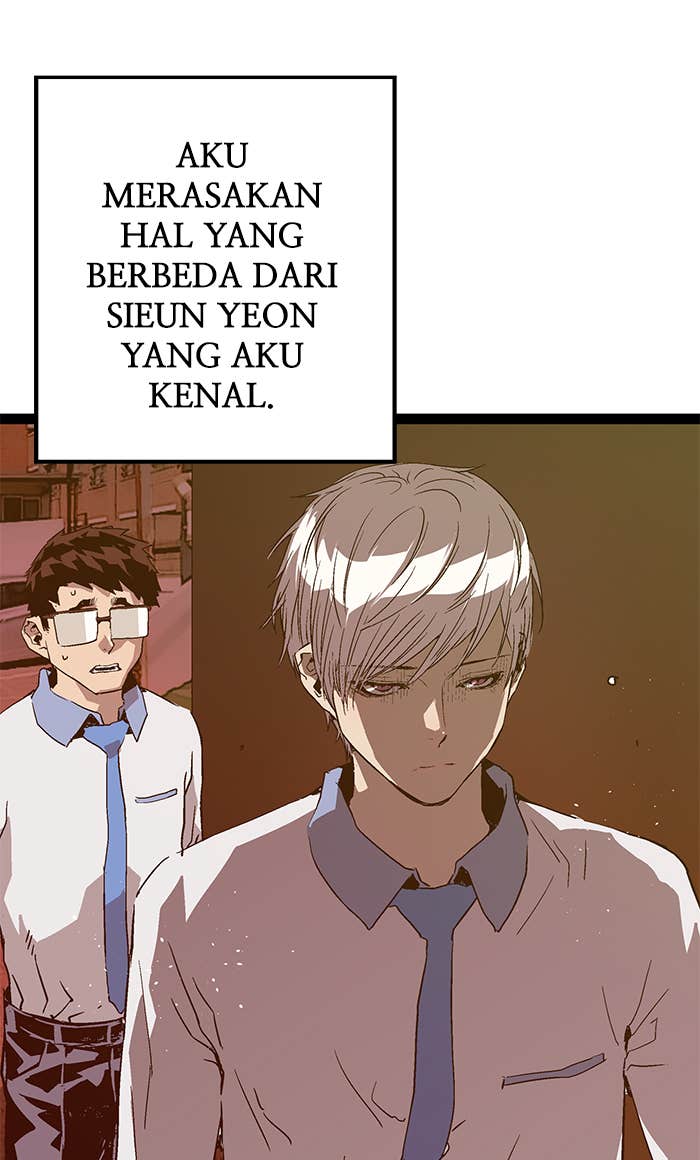 AKU
MERASAKAN
HAL YANG
BERBEDA DARI
SIEUN YEON
YANG AKU
KENAL.